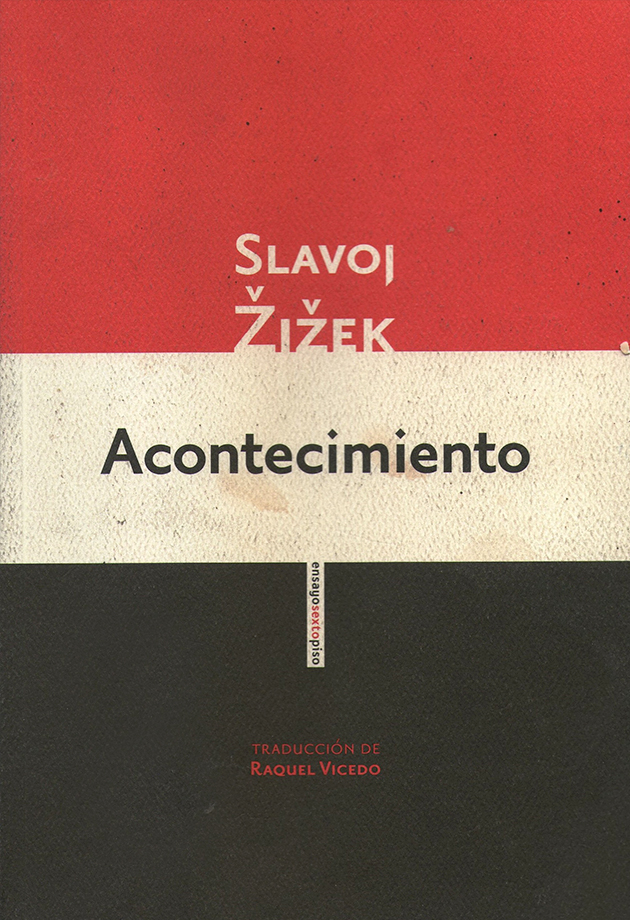 Slavoj
Žižek
Acontecimiento
ensayosextopiso
TRADUCCIÓN DE
RAQUEL VICEDO